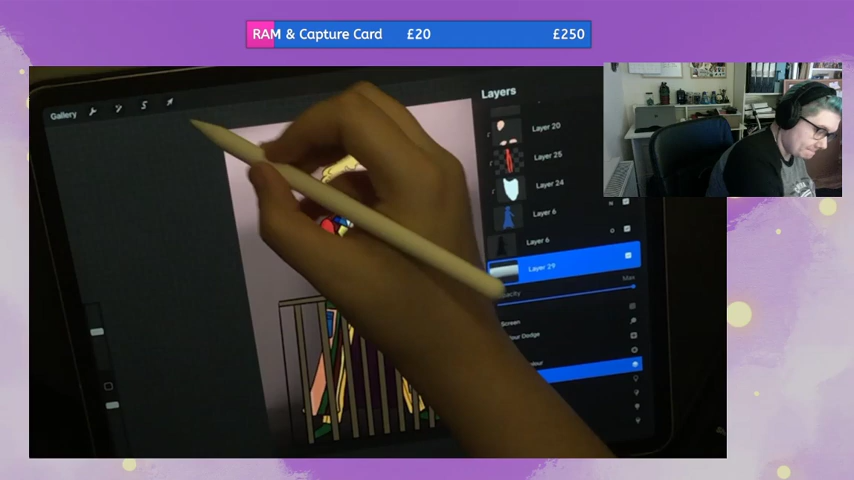 RAM & Capture Card £20 £250
Gallery
Layers
Layer 20
Layer 25
Layer 24
Layer 6
N
Layer 6
O
Layer 29
Max
Screen